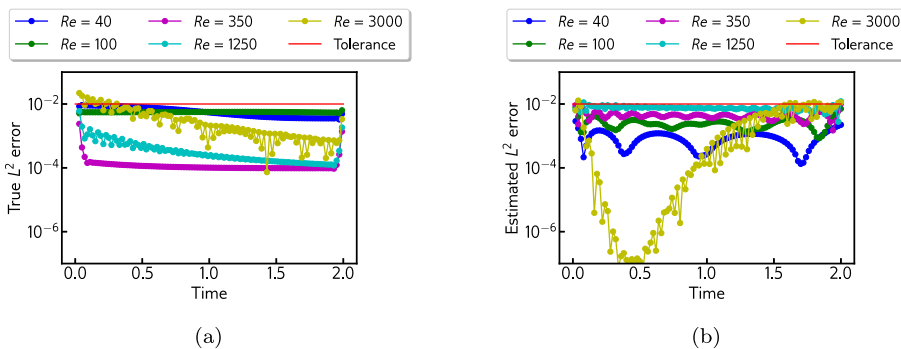 Re = 40 Re = 350 Re = 3000
Re = 100 Re = 1250 Tolerance
10⁻²
10⁻⁴
10⁻⁶
True L² error
0.0 0.5 1.0 1.5 2.0
Time
(a)
Re = 40 Re = 350 Re = 3000
Re = 100 Re = 1250 Tolerance
10⁻²
10⁻⁴
10⁻⁶
Estimated L² error
0.0 0.5 1.0 1.5 2.0
Time
(b)